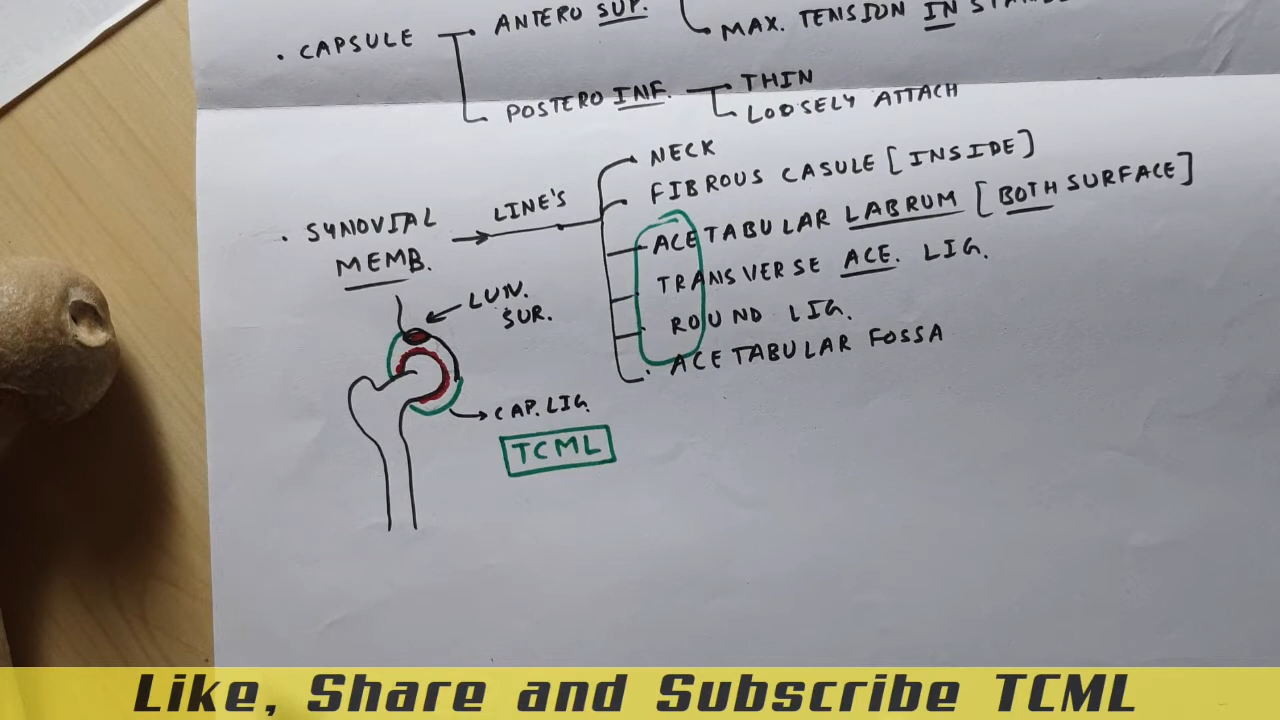 ANTERO SUP.
MAX. TENSION IN
. CAPSULE
POSTERO INF.
THIN
LOOSELY ATTACH
NECK
FIBROUS CASULE [INSIDE]
. SYNOVIAL MEMB.
LINE'S
ACETABULAR LABRUM [BOTH SURFACE]
TRANSVERSE ACE. LIG.
ROUND LIG.
. ACETABULAR FOSSA
LUN.
SUR.
CAP. LIG.
TCML
Like, Share and Subscribe TCML